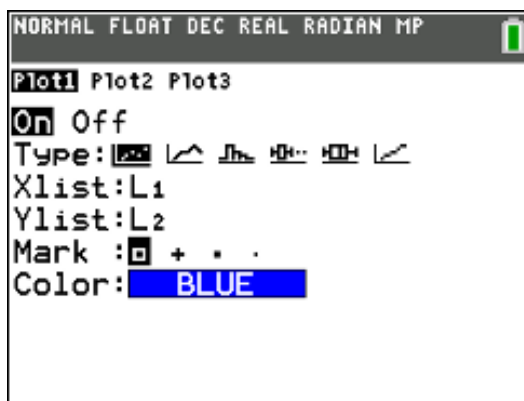 NORMAL FLOAT DEC REAL RADIAN MP
Plot1 Plot2 Plot3
On Off
Type:
Xlist:L1
Ylist:L2
Mark :
Color: BLUE